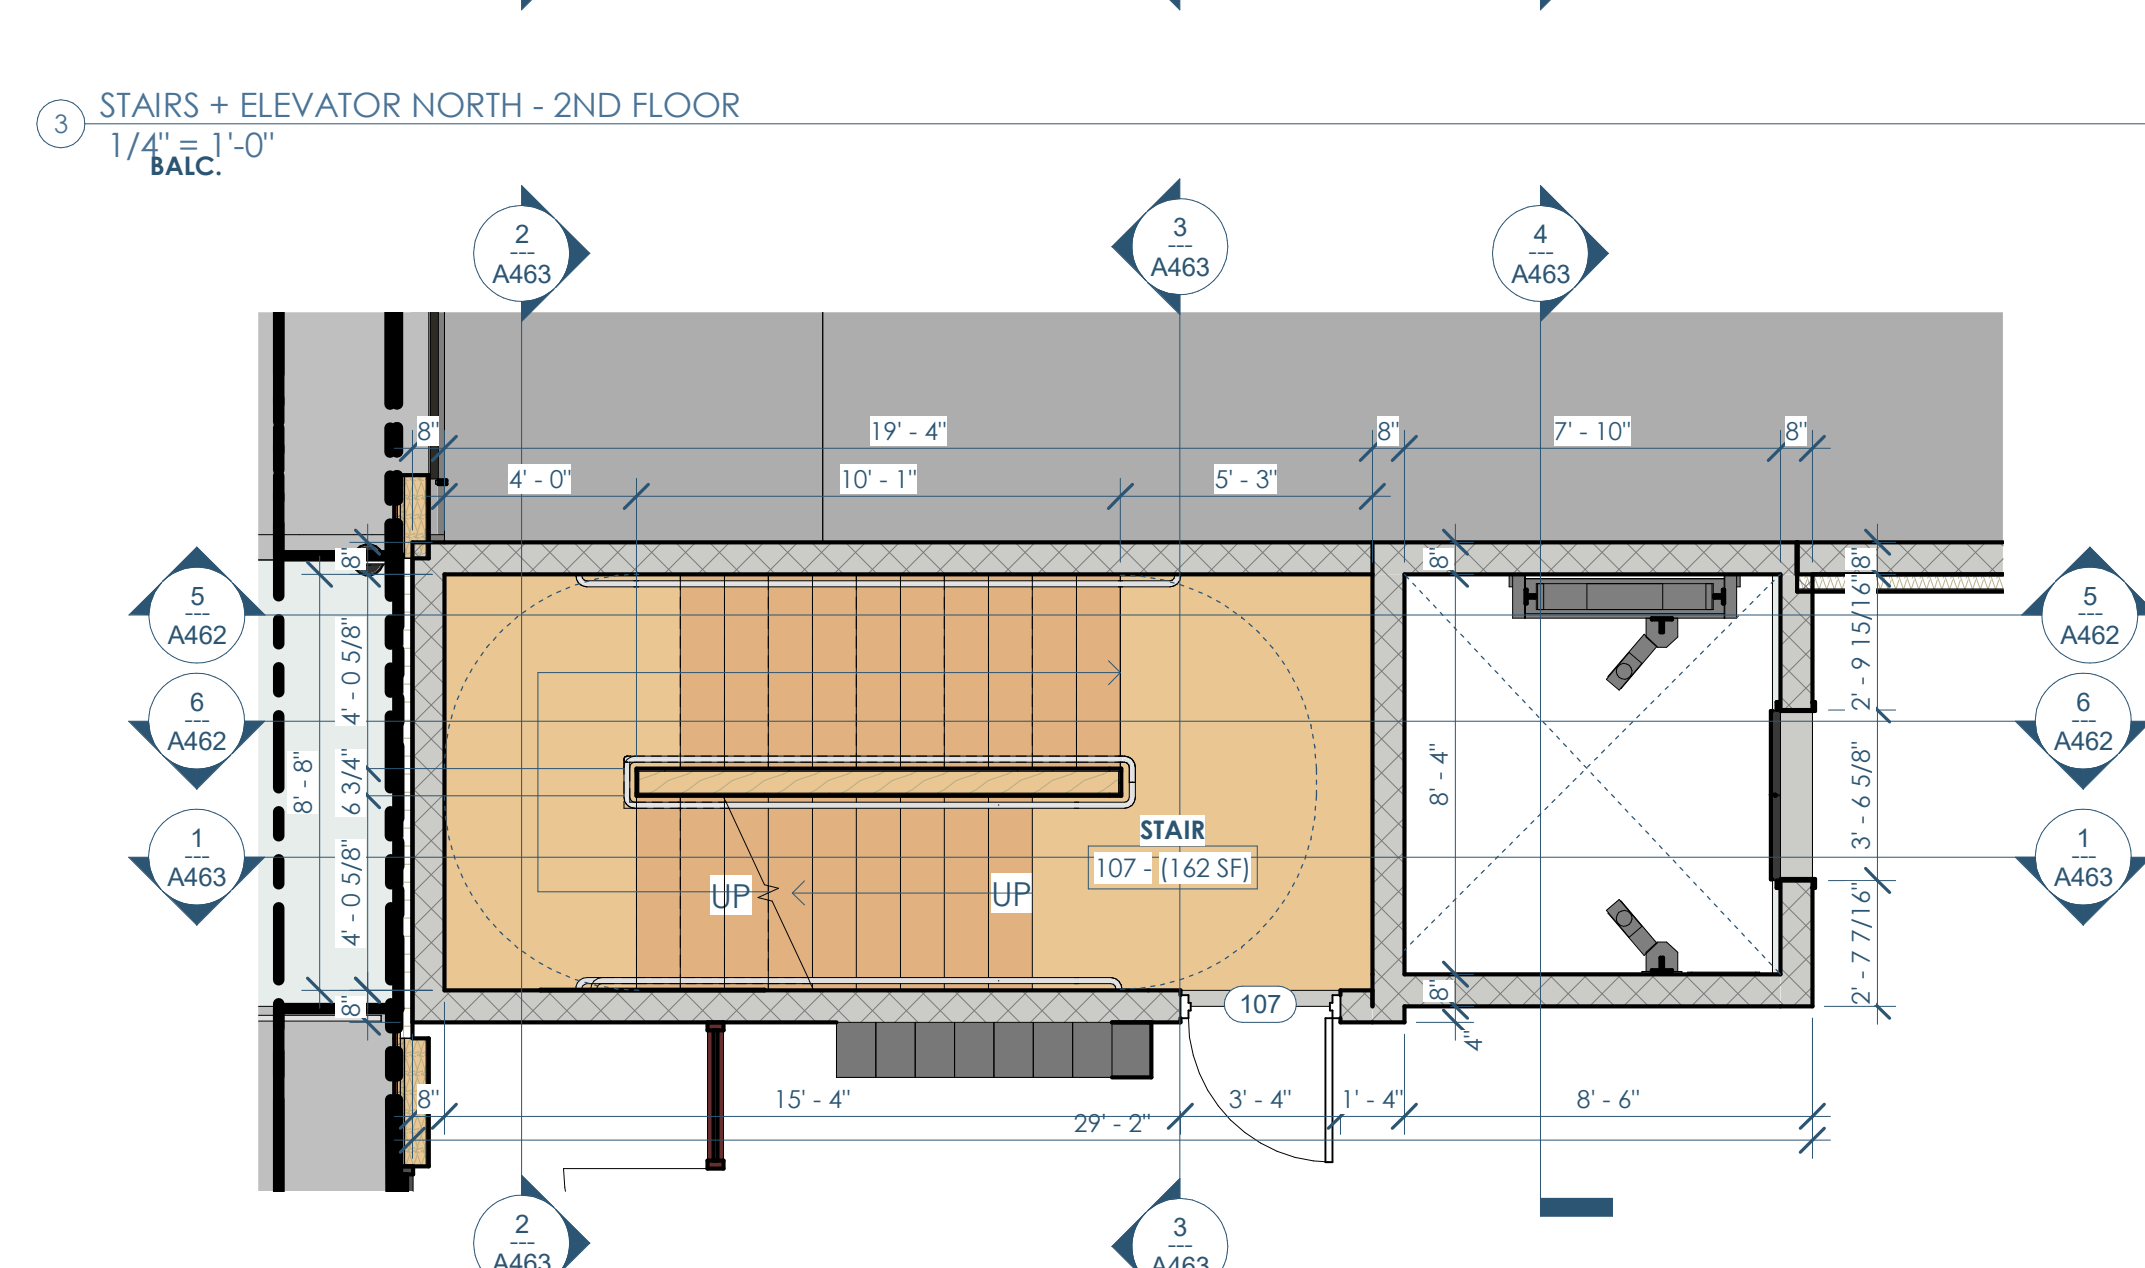 3
STAIRS + ELEVATOR NORTH - 2ND FLOOR
1/4" = 1'-0"
BALC.
2
---
A463
3
---
A463
4
---
A463
8"
19' - 4"
8"
7' - 10"
8"
4' - 0"
10' - 1"
5' - 3"
5
---
A462
6
---
A462
1
---
A463
8"
4' - 0 5/8"
6 3/4"
4' - 0 5/8"
8"
8' - 8"
UP
UP
STAIR
107 - (162 SF)
107
8"
8' - 4"
8"
4"
8"
2' - 9 15/16"
3' - 6 5/8"
2' - 7 7/16"
5
---
A462
6
---
A462
1
---
A463
8"
15' - 4"
3' - 4"
1' - 4"
8' - 6"
29' - 2"
2
---
A463
3
---
A463